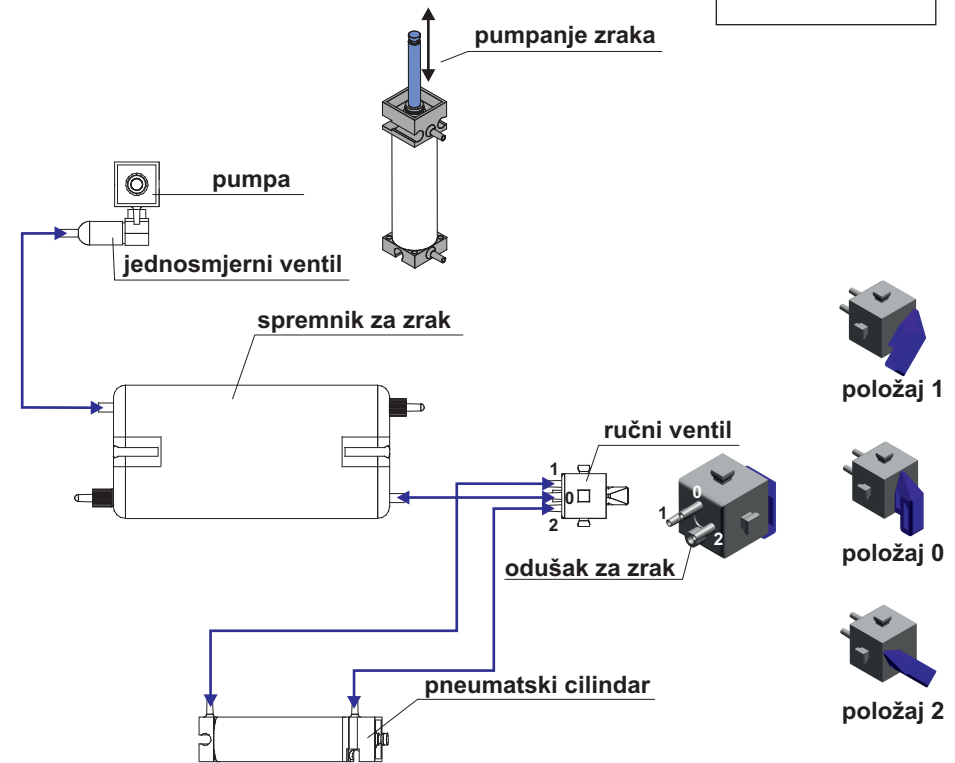 pumpanje zraka
pumpa
jednosmjerni ventil
spremnik za zrak
položaj 1
ručni ventil
1
0
2
0
1
2
odušak za zrak
položaj 0
pneumatski cilindar
položaj 2